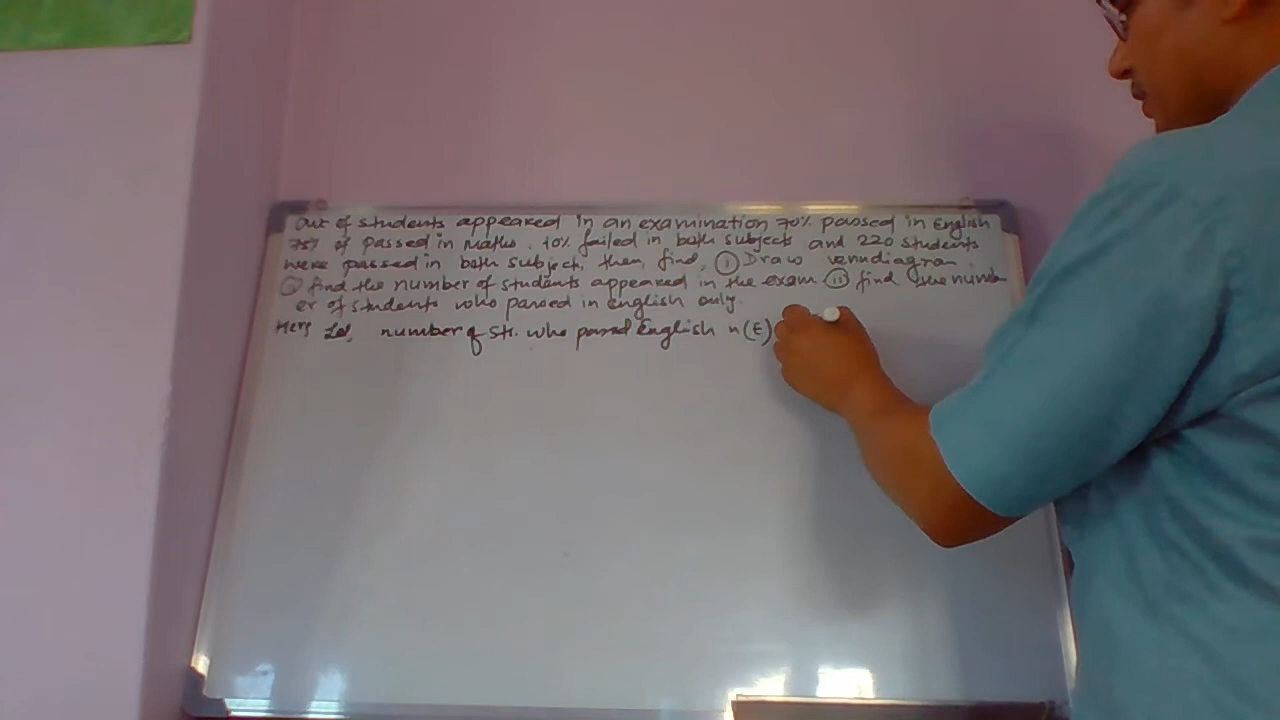 Out of students appeared in an examination 70% passed in English
75% of passed in maths. 10% failed in both subjects and 220 students
were passed in both subject, then, find, (i) Draw venndiagram
find the number of students appeared in the exam (iii) find the numb
er of students who passed in english only.
Here Let, number of St. who passed English n(E)